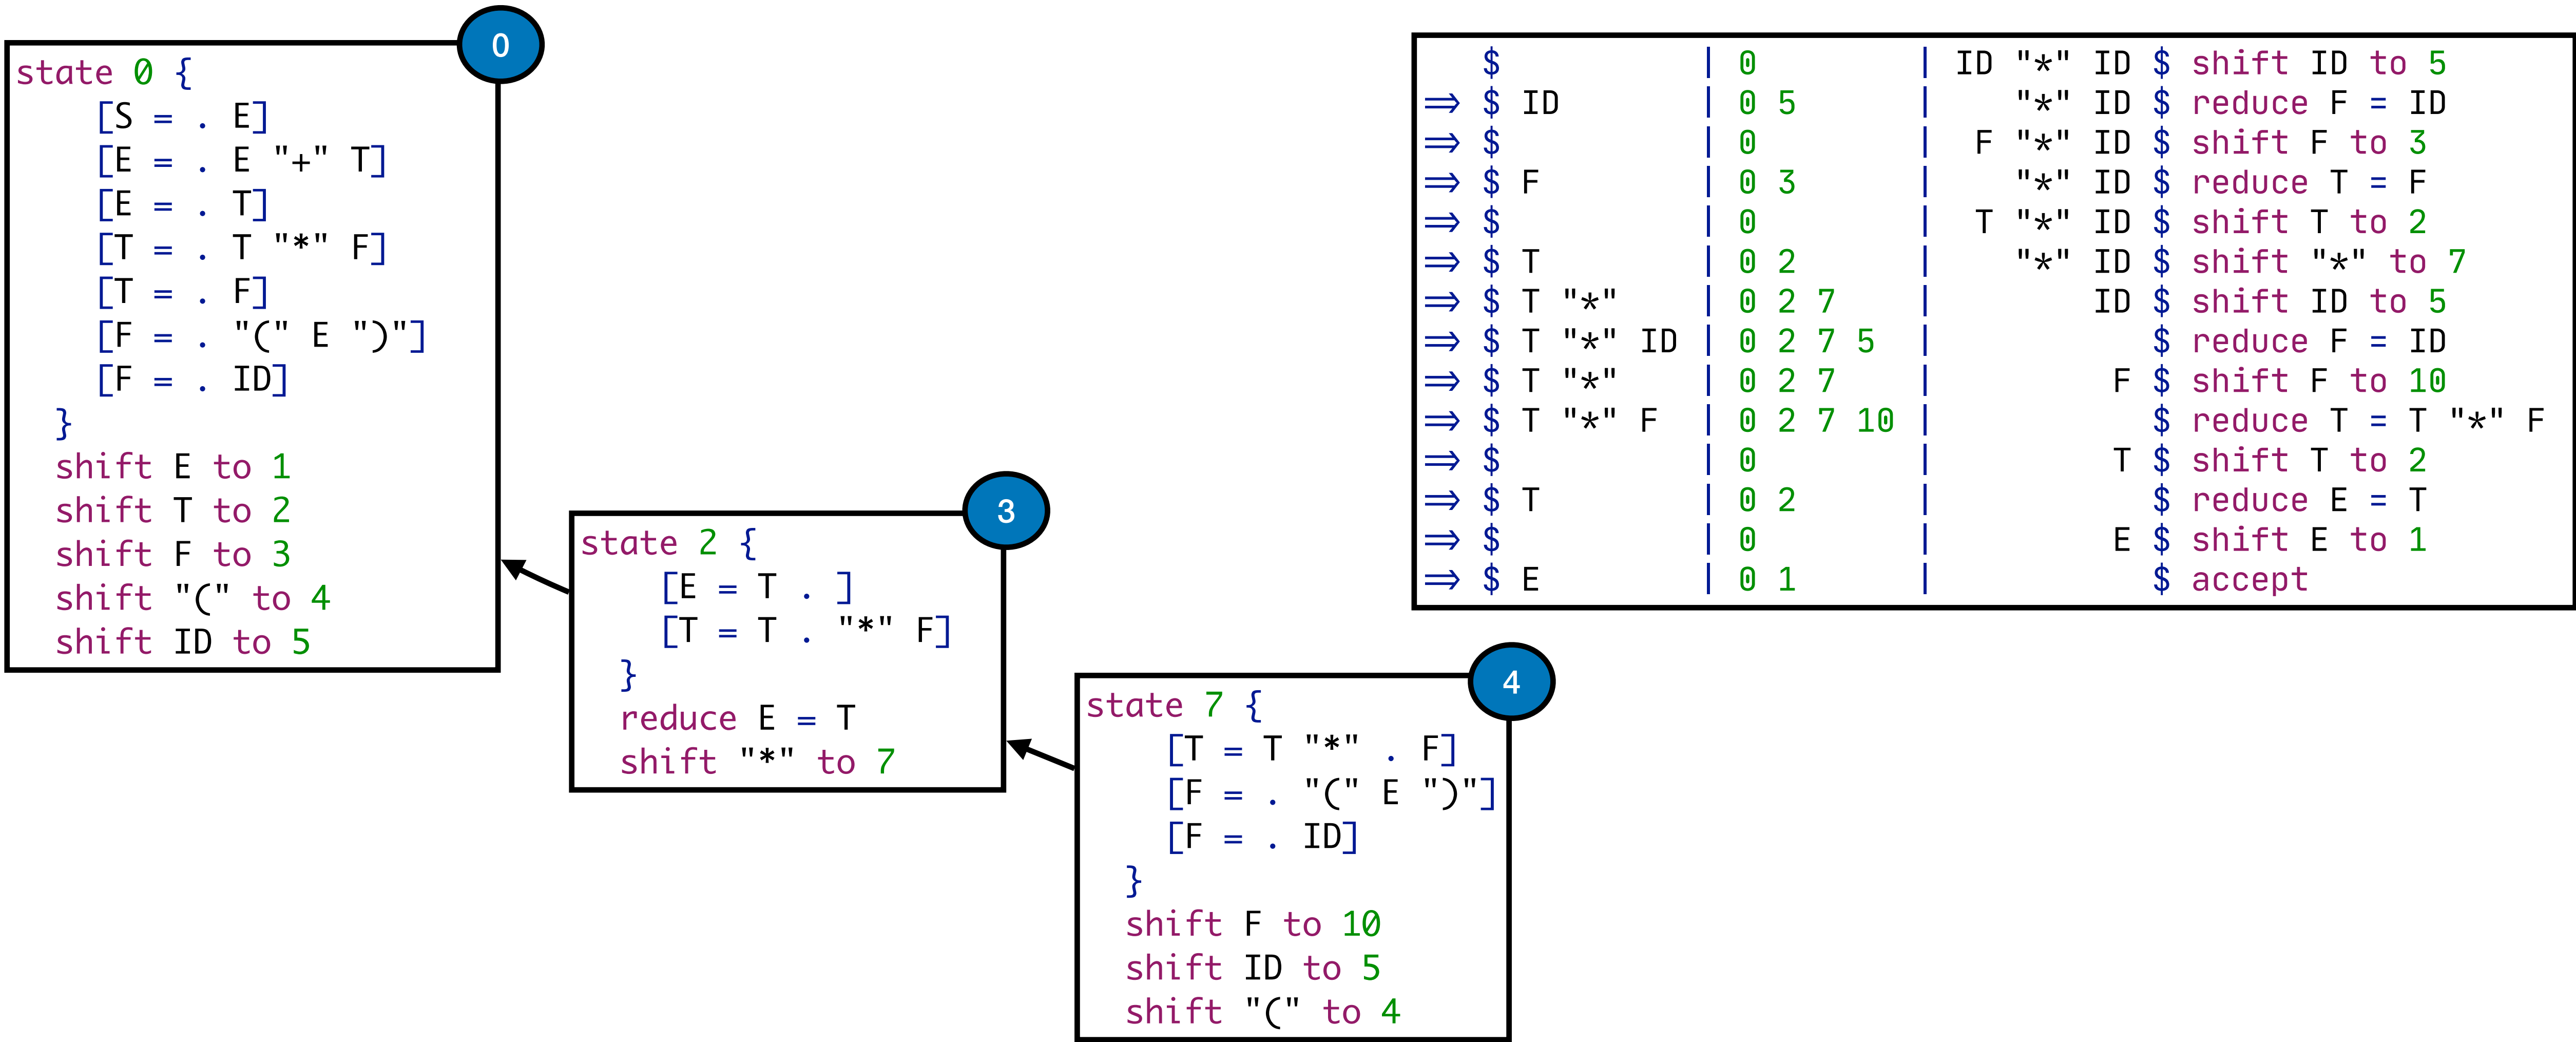 0
state 0 {
[S = . E]
[E = . E "+" T]
[E = . T]
[T = . T "*" F]
[T = . F]
[F = . "(" E ")"]
[F = . ID]
}
shift E to 1
shift T to 2
shift F to 3
shift "(" to 4
shift ID to 5
3
state 2 {
[E = T . ]
[T = T . "*" F]
}
reduce E = T
shift "*" to 7
4
state 7 {
[T = T "*" . F]
[F = . "(" E ")"]
[F = . ID]
}
shift F to 10
shift ID to 5
shift "(" to 4
$ | 0 | ID "*" ID $ shift ID to 5
⇒ $ ID | 0 5 | "*" ID $ reduce F = ID
⇒ $ | 0 | F "*" ID $ shift F to 3
⇒ $ F | 0 3 | "*" ID $ reduce T = F
⇒ $ | 0 | T "*" ID $ shift T to 2
⇒ $ T | 0 2 | "*" ID $ shift "*" to 7
⇒ $ T "*" | 0 2 7 | ID $ shift ID to 5
⇒ $ T "*" ID | 0 2 7 5 | $ reduce F = ID
⇒ $ T "*" | 0 2 7 | F $ shift F to 10
⇒ $ T "*" F | 0 2 7 10 | $ reduce T = T "*" F
⇒ $ | 0 | T $ shift T to 2
⇒ $ T | 0 2 | $ reduce E = T
⇒ $ | 0 | E $ shift E to 1
⇒ $ E | 0 1 | $ accept